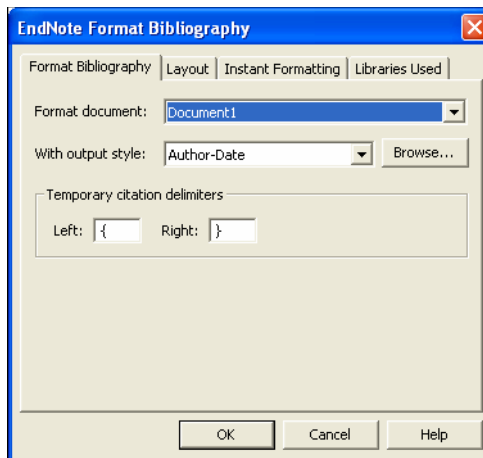 EndNote Format Bibliography
Format Bibliography Layout Instant Formatting Libraries Used
Format document: Document1
With output style: Author-Date Browse...
Temporary citation delimiters
Left: { Right: }
OK Cancel Help